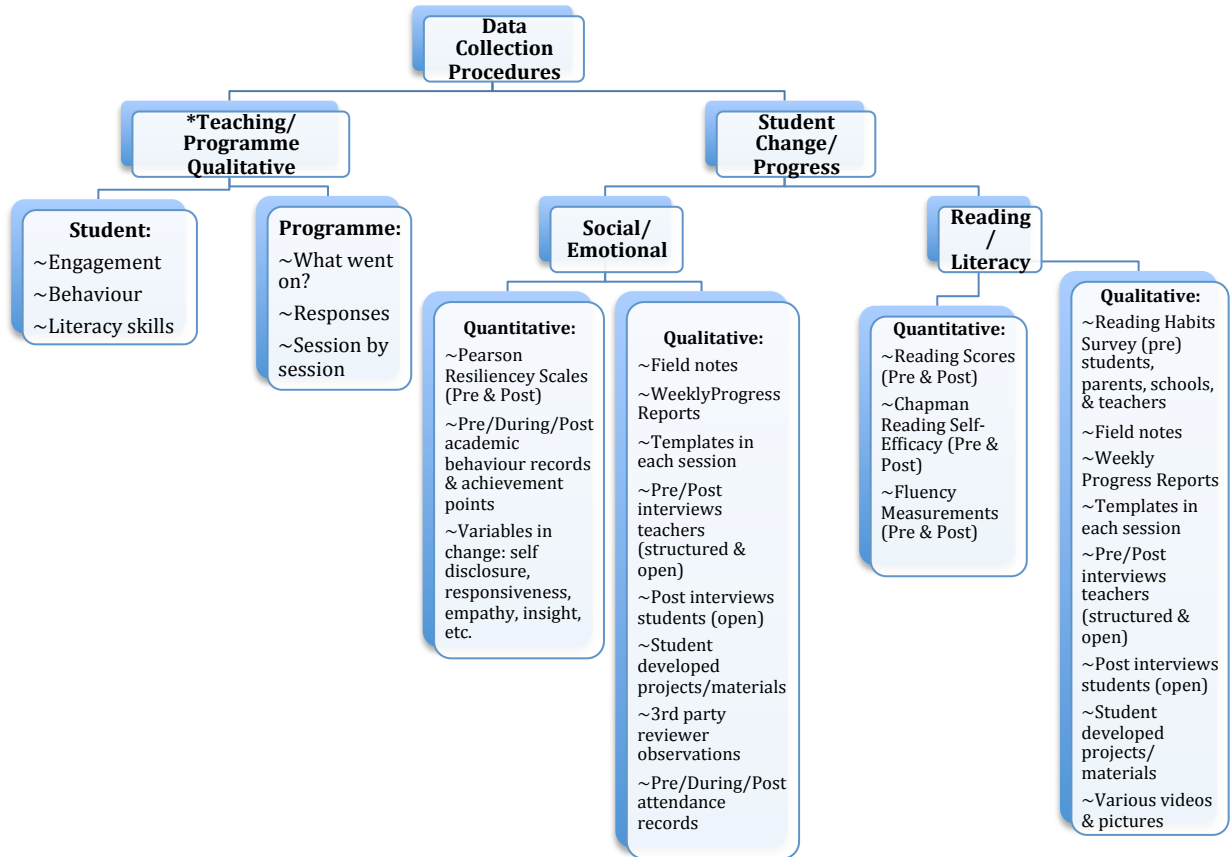 Data
Collection
Procedures
*Teaching/
Programme
Qualitative
Student
Change/
Progress
Student:
~Engagement
~Behaviour
~Literacy skills
Programme:
~What went
on?
~Responses
~Session by
session
Social/
Emotional
Reading
/
Literacy
Quantitative:
~Pearson
Resiliencey Scales
(Pre & Post)
~Pre/During/Post
academic
behaviour records
& achievement
points
~Variables in
change: self
disclosure,
responsiveness,
empathy, insight,
etc.
Qualitative:
~Field notes
~WeeklyProgress
Reports
~Templates in
each session
~Pre/Post
interviews
teachers
(structured &
open)
~Post interviews
students (open)
~Student
developed
projects/materials
~3rd party
reviewer
observations
~Pre/During/Post
attendance
records
Quantitative:
~Reading Scores
(Pre & Post)
~Chapman
Reading Self-
Efficacy (Pre &
Post)
~Fluency
Measurements
(Pre & Post)
Qualitative:
~Reading Habits
Survey (pre)
students,
parents, schools,
& teachers
~Field notes
~Weekly
Progress Reports
~Templates in
each session
~Pre/Post
interviews
teachers
(structured &
open)
~Post interviews
students (open)
~Student
developed
projects/
materials
~Various videos
& pictures